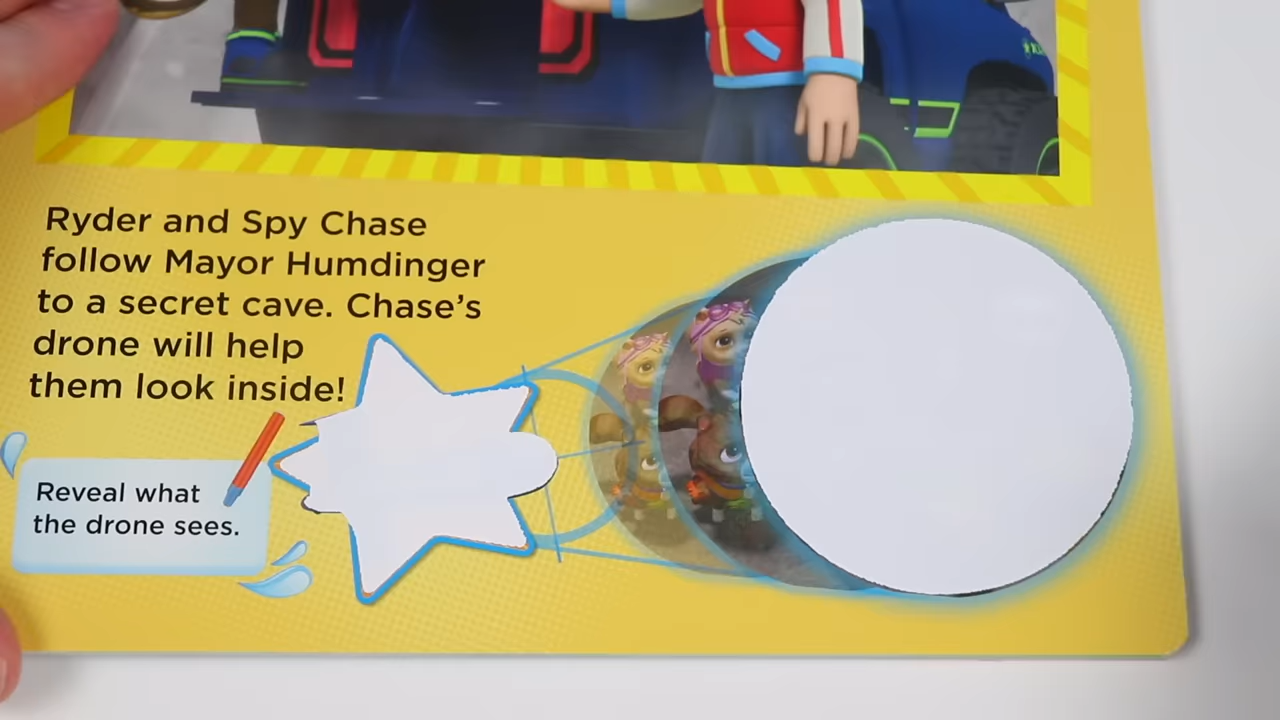 Ryder and Spy Chase
follow Mayor Humdinger
to a secret cave. Chase's
drone will help
them look inside!
Reveal what
the drone sees.